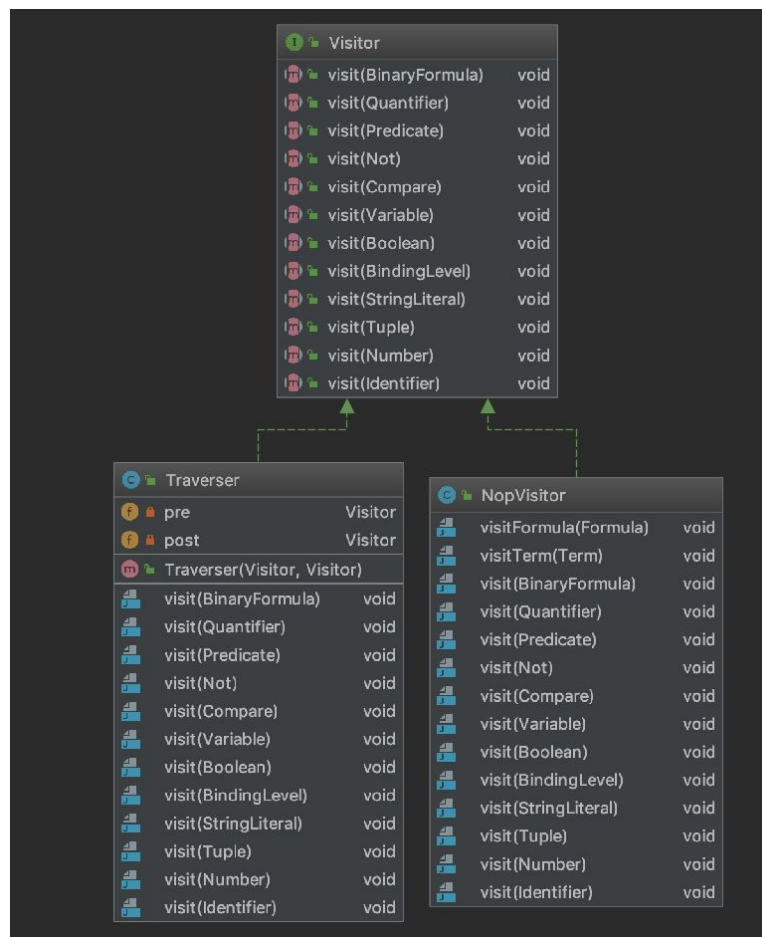 Visitor
visit(BinaryFormula) void
visit(Quantifier) void
visit(Predicate) void
visit(Not) void
visit(Compare) void
visit(Variable) void
visit(Boolean) void
visit(BindingLevel) void
visit(StringLiteral) void
visit(Tuple) void
visit(Number) void
visit(Identifier) void
Traverser
pre Visitor
post Visitor
Traverser(Visitor, Visitor)
visit(BinaryFormula) void
visit(Quantifier) void
visit(Predicate) void
visit(Not) void
visit(Compare) void
visit(Variable) void
visit(Boolean) void
visit(BindingLevel) void
visit(StringLiteral) void
visit(Tuple) void
visit(Number) void
visit(Identifier) void
NopVisitor
visitFormula(Formula) void
visitTerm(Term) void
visit(BinaryFormula) void
visit(Quantifier) void
visit(Predicate) void
visit(Not) void
visit(Compare) void
visit(Variable) void
visit(Boolean) void
visit(BindingLevel) void
visit(StringLiteral) void
visit(Tuple) void
visit(Number) void
visit(Identifier) void